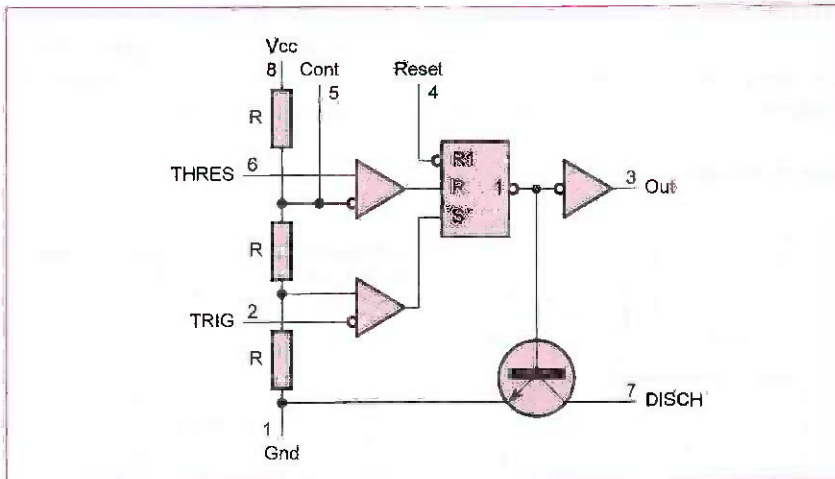 Vcc
8
Cont
5
Reset
4
R
THRES 6
R1
R
S
1
3 Out
R
TRIG 2
R
7 DISCH
1
Gnd